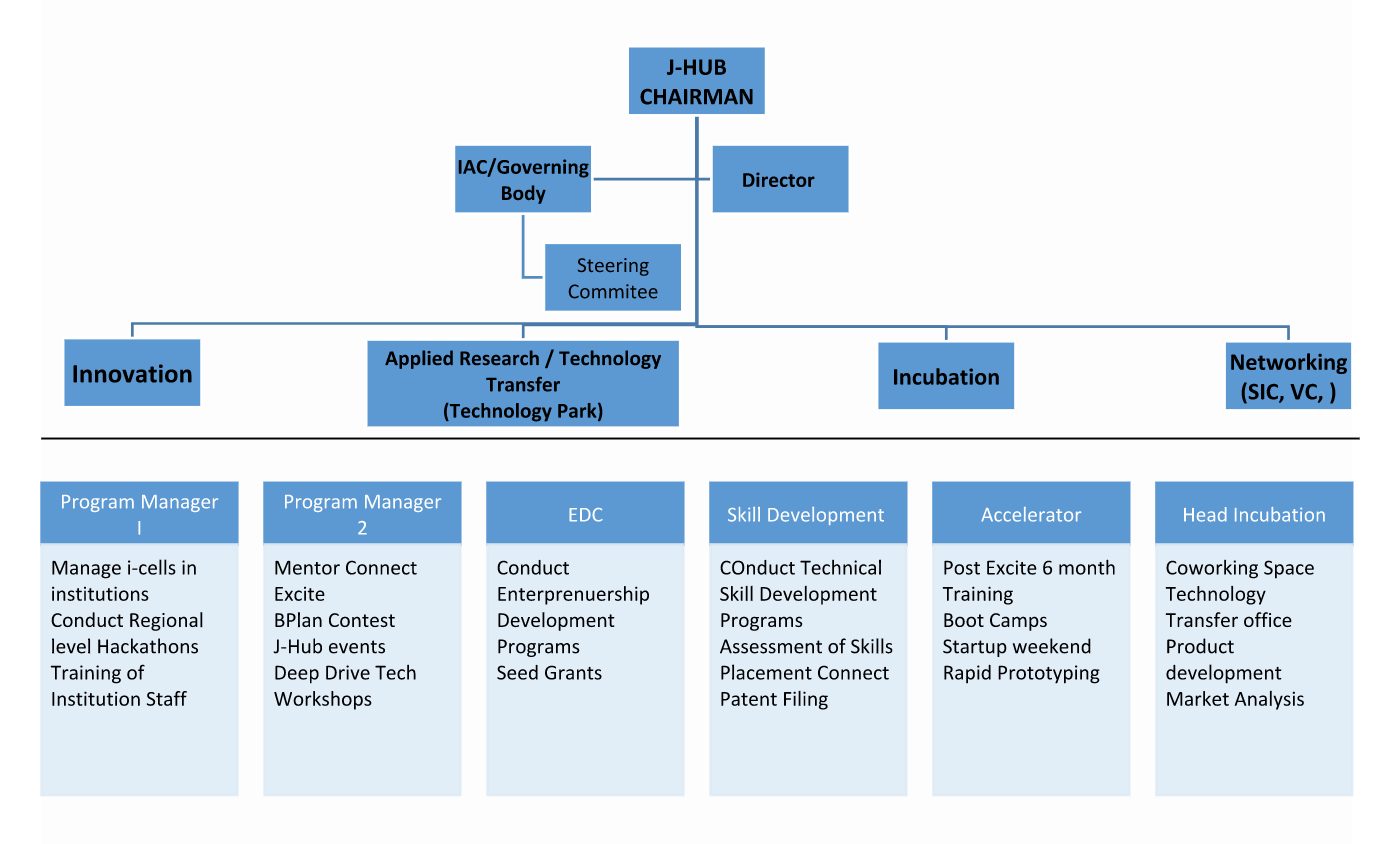 J-HUB
CHAIRMAN
IAC/Governing
Body
Director
Steering
Commitee
Innovation
Applied Research / Technology
Transfer
(Technology Park)
Incubation
Networking
(SIC, VC, )
Program Manager
I
Manage i-cells in
institutions
Conduct Regional
level Hackathons
Training of
Institution Staff
Program Manager
2
Mentor Connect
Excite
BPlan Contest
J-Hub events
Deep Drive Tech
Workshops
EDC
Conduct
Enterprenuership
Development
Programs
Seed Grants
Skill Development
COnduct Technical
Skill Development
Programs
Assessment of Skills
Placement Connect
Patent Filing
Accelerator
Post Excite 6 month
Training
Boot Camps
Startup weekend
Rapid Prototyping
Head Incubation
Coworking Space
Technology
Transfer office
Product
development
Market Analysis